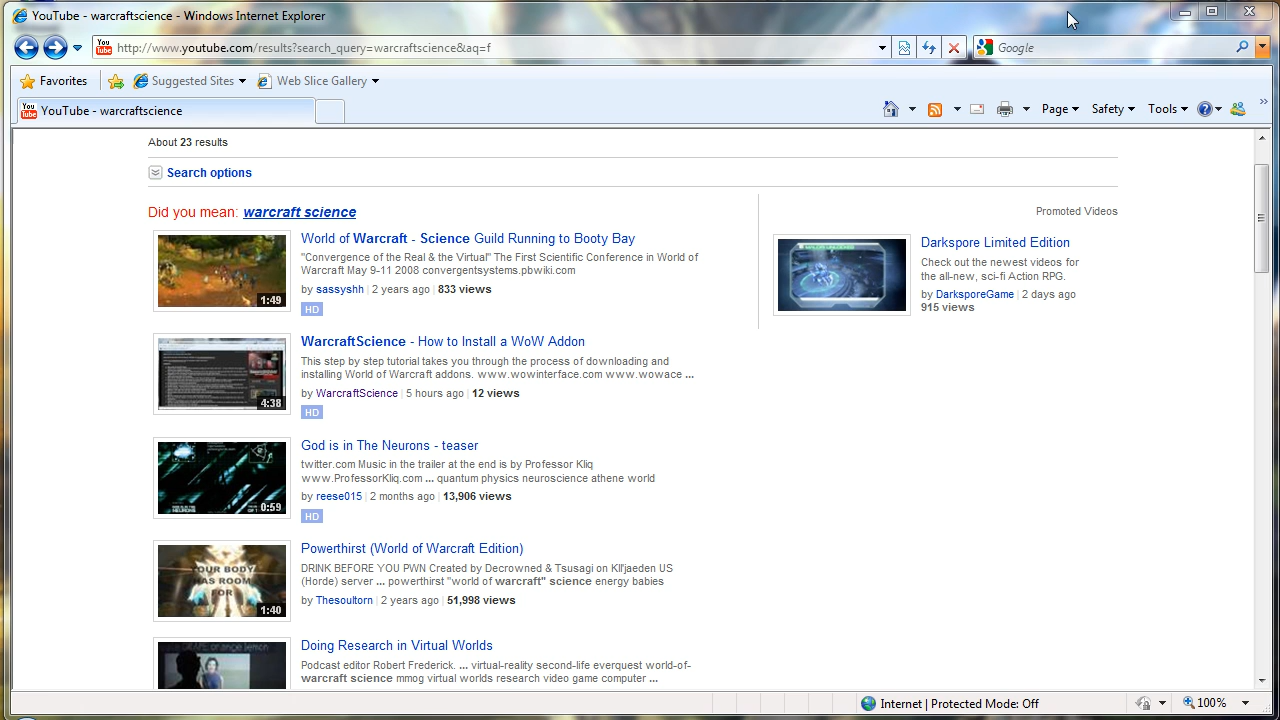 YouTube - warcraftscience - Windows Internet Explorer
You Tube http://www.youtube.com/results?search_query=warcraftscience&aq=f Google
Favorites Suggested Sites Web Slice Gallery
You Tube YouTube - warcraftscience Page Safety Tools
About 23 results
Search options
Did you mean: warcraft science
World of Warcraft - Science Guild Running to Booty Bay
"Convergence of the Real & the Virtual" The First Scientific Conference in World of
Warcraft May 9-11 2008 convergentsystems.pbwiki.com
1:49
by sassyshh | 2 years ago | 833 views
HD
WarcraftScience - How to Install a WoW Addon
This step by step tutorial takes you through the process of downloading and
installing World of Warcraft addons. www.wowinterface.com www.wowace ...
4:38
by WarcraftScience | 5 hours ago | 12 views
HD
God is in The Neurons - teaser
twitter.com Music in the trailer at the end is by Professor Kliq
www.ProfessorKliq.com ... quantum physics neuroscience athene world
0:59
by reese015 | 2 months ago | 13,906 views
HD
Powerthirst (World of Warcraft Edition)
DRINK BEFORE YOU PWN Created by Decrowned & Tsusagi on Kil'jaeden US
(Horde) server ... powerthirst "world of warcraft" science energy babies
YOUR BODY
HAS ROOM
FOR
1:40
by Thesoultorn | 2 years ago | 51,998 views
Doing Research in Virtual Worlds
Podcast editor Robert Frederick. ... virtual-reality second-life everquest world-of-
warcraft science mmog virtual worlds research video game computer ...
Promoted Videos
Darkspore Limited Edition
Check out the newest videos for
the all-new, sci-fi Action RPG.
by DarksporeGame | 2 days ago
915 views
Internet | Protected Mode: Off 100%